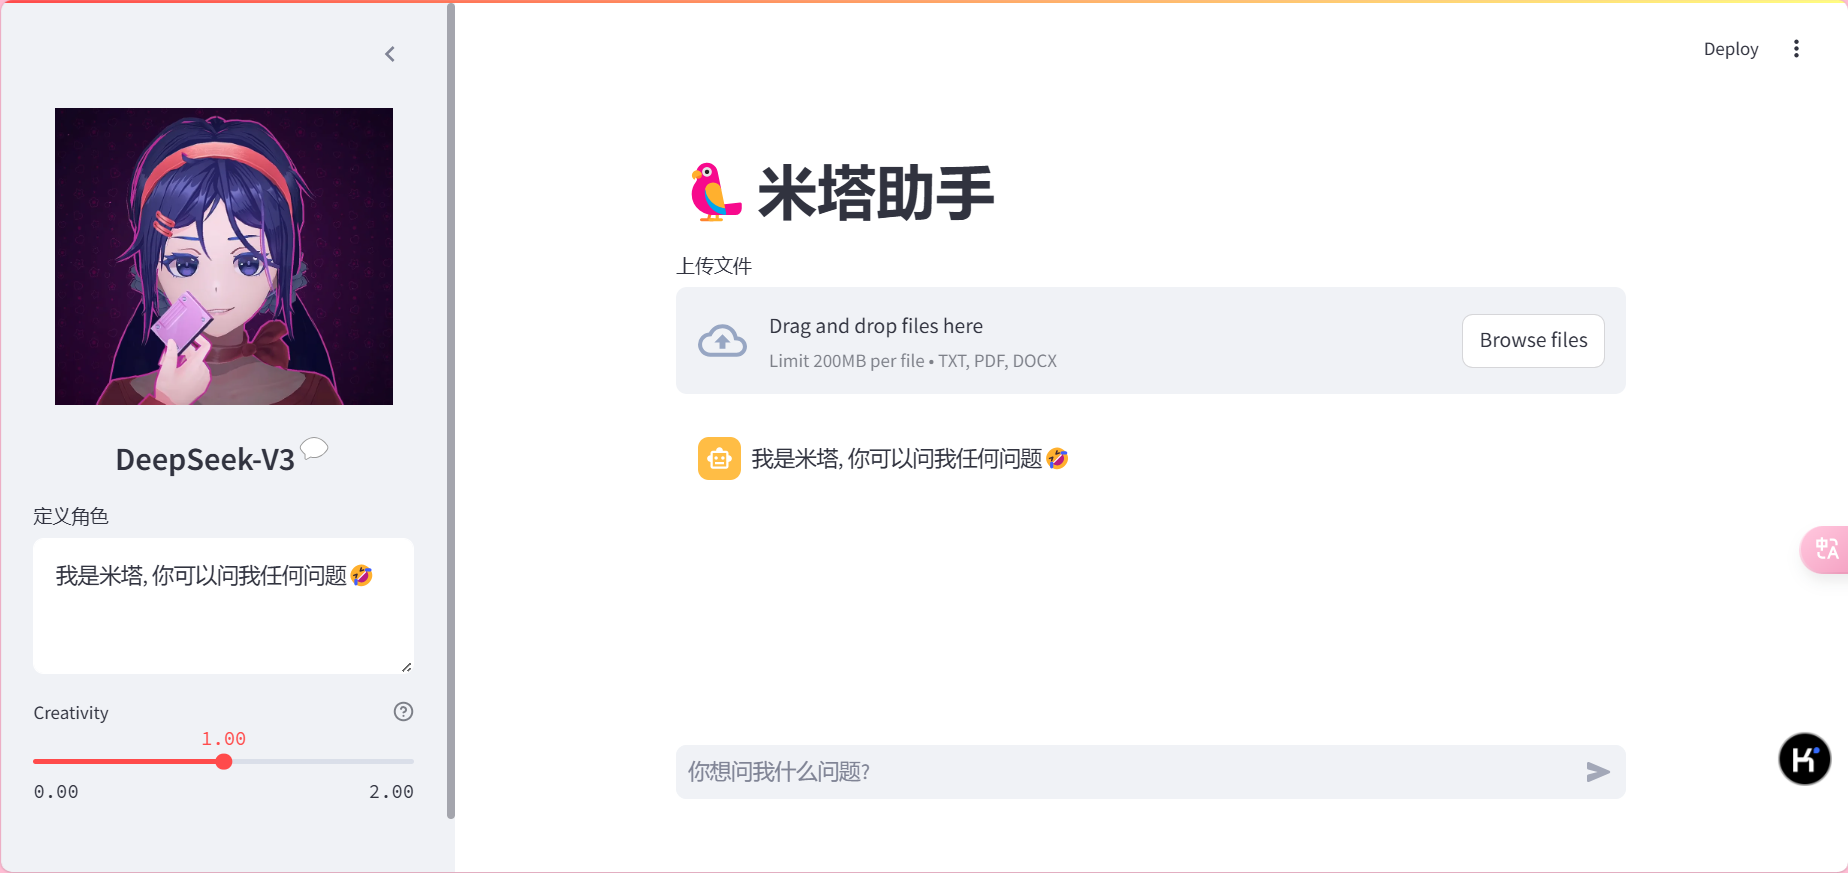 Deploy
DeepSeek-V3
定义角色
我是米塔, 你可以问我任何问题🤣
Creativity
1.00
0.00
2.00
🦜 米塔助手
上传文件
Drag and drop files here
Limit 200MB per file • TXT, PDF, DOCX
Browse files
我是米塔, 你可以问我任何问题🤣
你想问我什么问题?
中A
K